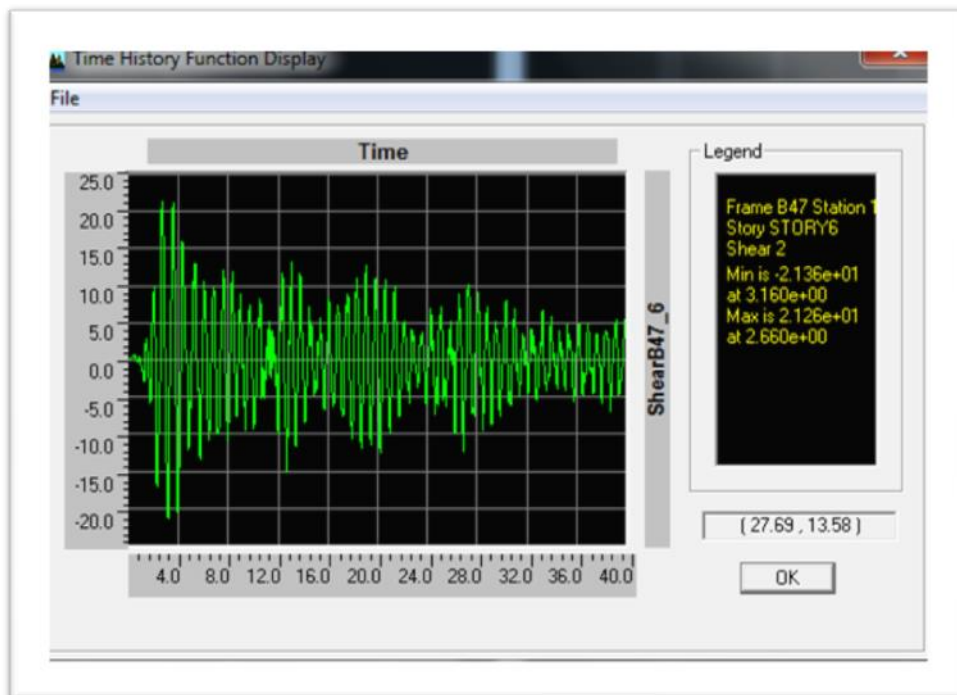 Time History Function Display
File
Time
Legend
25.0
20.0
15.0
10.0
5.0
0.0
-5.0
-10.0
-15.0
-20.0
ShearB47_6
Frame B47 Station 1
Story STORY6
Shear 2
Min is -2.136e+01
at 3.160e+00
Max is 2.126e+01
at 2.660e+00
( 27.69 , 13.58 )
OK
4.0 8.0 12.0 16.0 20.0 24.0 28.0 32.0 36.0 40.0